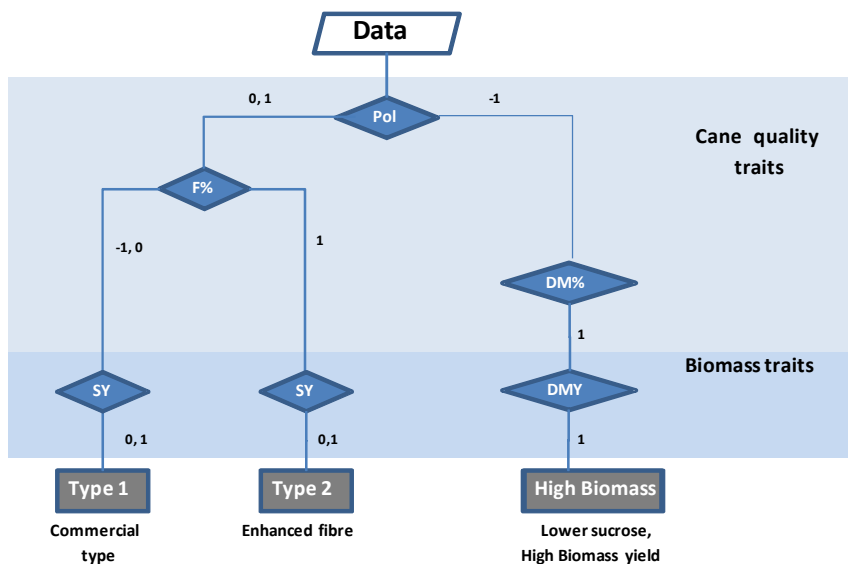 Data
0, 1
-1
Pol
Cane quality
traits
F%
-1, 0
1
DM%
1
Biomass traits
SY
SY
DMY
0, 1
0,1
1
Type 1
Type 2
High Biomass
Commercial
type
Enhanced fibre
Lower sucrose,
High Biomass yield